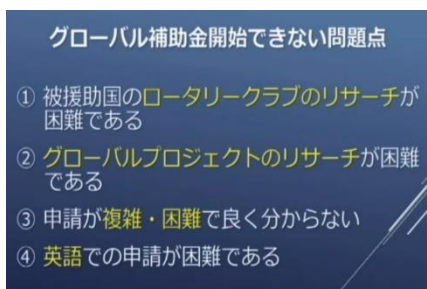 グローバル補助金開始できない問題点
① 被援助国のロータリークラブのリサーチが
困難である
② グローバルプロジェクトのリサーチが困難
である
③ 申請が複雑・困難で良く分からない
④ 英語での申請が困難である